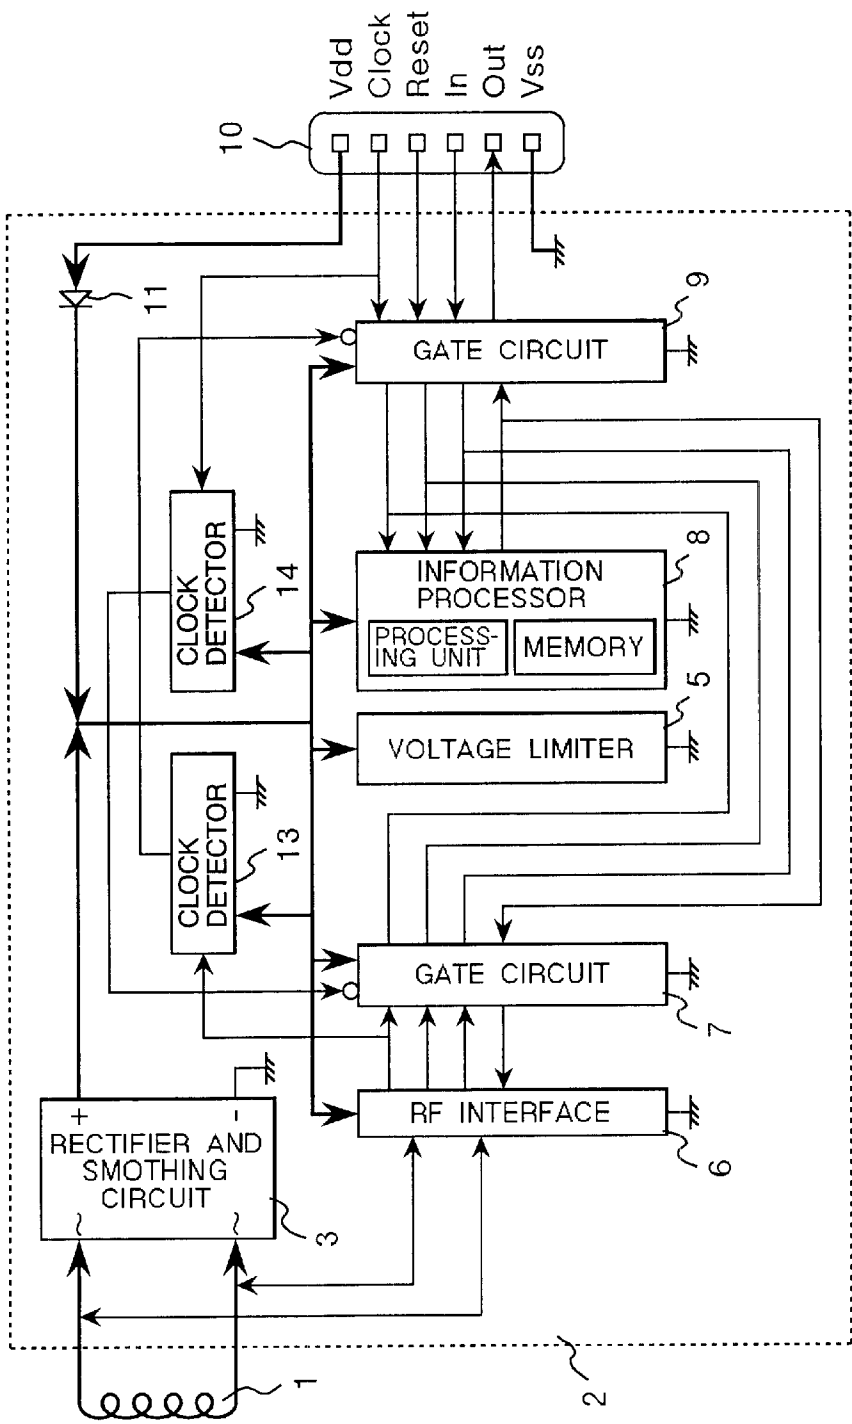 Vdd
Clock
Reset
In
Out
Vss
10
11
9
GATE CIRCUIT
CLOCK
DETECTOR
14
INFORMATION
PROCESSOR
PROCESS-
ING UNIT
MEMORY
8
VOLTAGE LIMITER
5
CLOCK
DETECTOR
13
GATE CIRCUIT
7
RF INTERFACE
6
+
-
RECTIFIER AND
SMOTHING
CIRCUIT
~
~
3
1
2